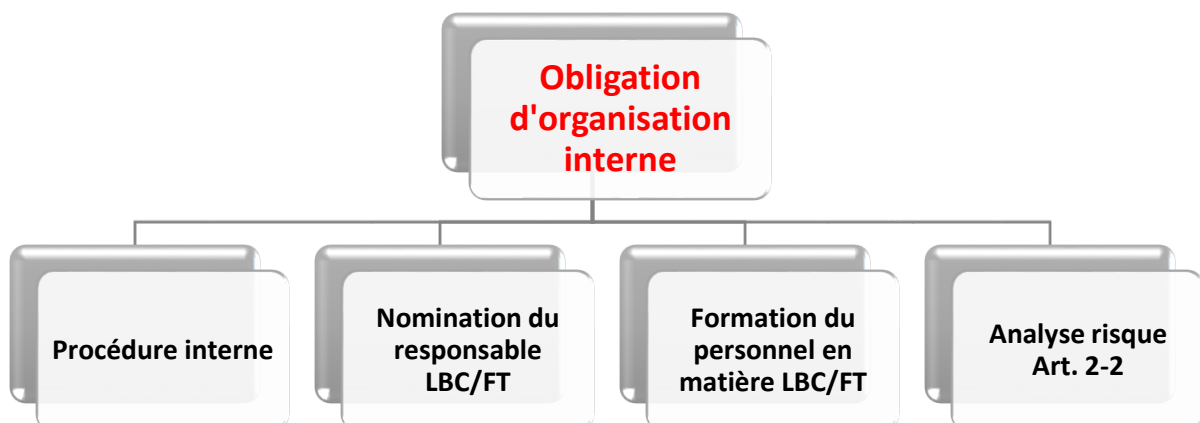 Obligation
d'organisation
interne
Procédure interne
Nomination du
responsable
LBC/FT
Formation du
personnel en
matière LBC/FT
Analyse risque
Art. 2-2